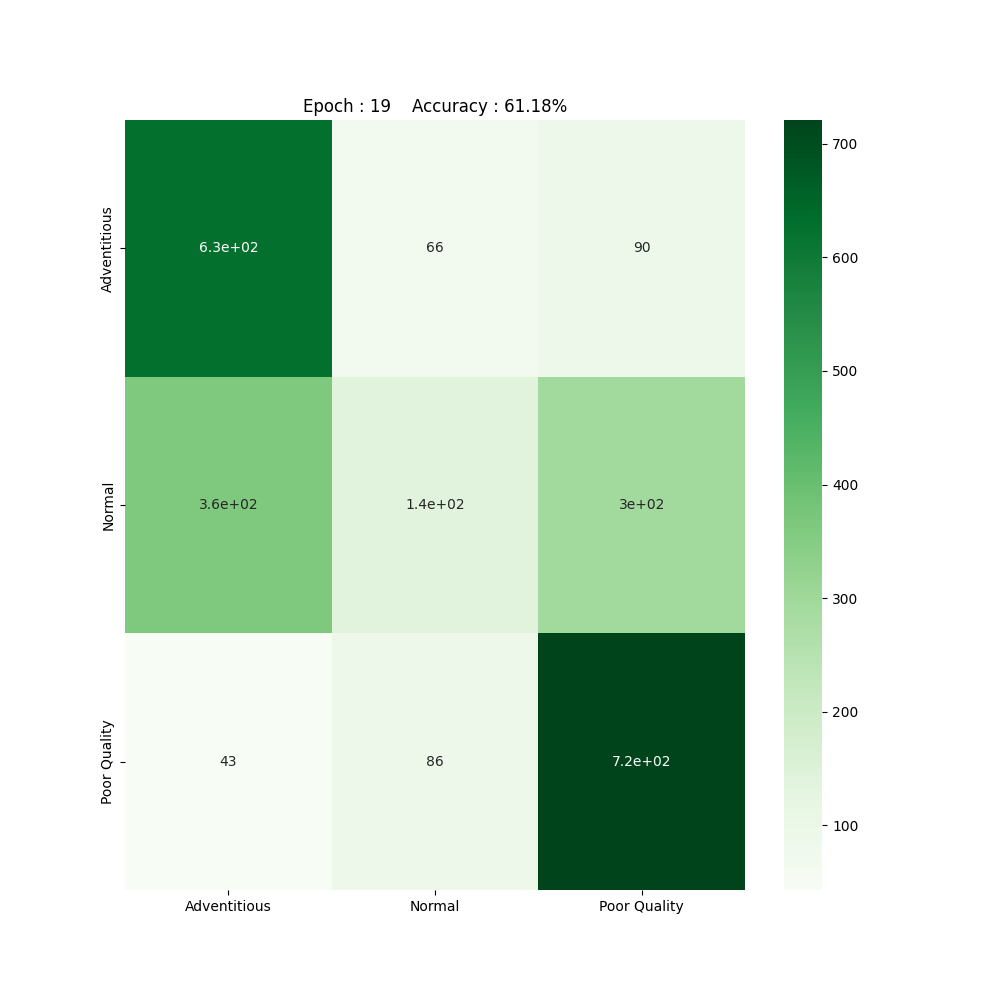 Epoch : 19    Accuracy : 61.18%
Adventitious
6.3e+02 66 90
Normal
3.6e+02 1.4e+02 3e+02
Poor Quality
43 86 7.2e+02
Adventitious Normal Poor Quality
700
600
500
400
300
200
100